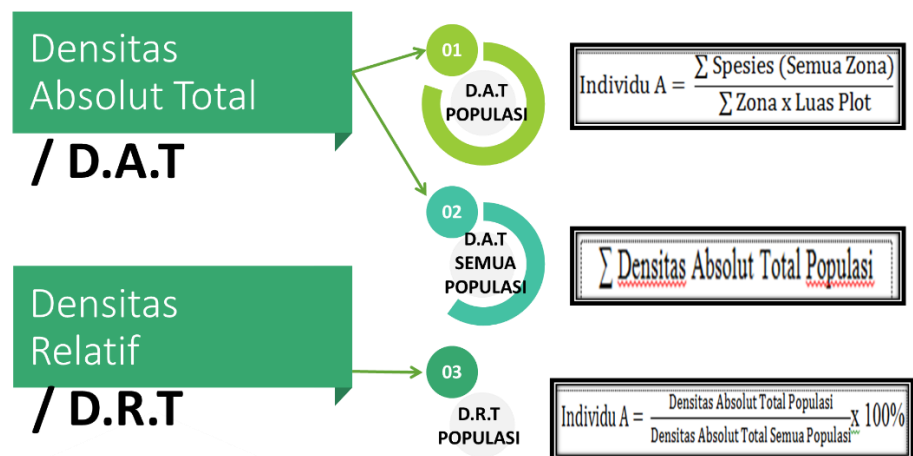 Densitas
Absolut Total
/ D.A.T
01
D.A.T
POPULASI
Individu A = ∑ Spesies (Semua Zona)
∑ Zona x Luas Plot
02
D.A.T
SEMUA
POPULASI
∑ Densitas Absolut Total Populasi
Densitas
Relatif
/ D.R.T
03
D.R.T
POPULASI
Individu A = Densitas Absolut Total Populasi x 100%
Densitas Absolut Total Semua Populasi